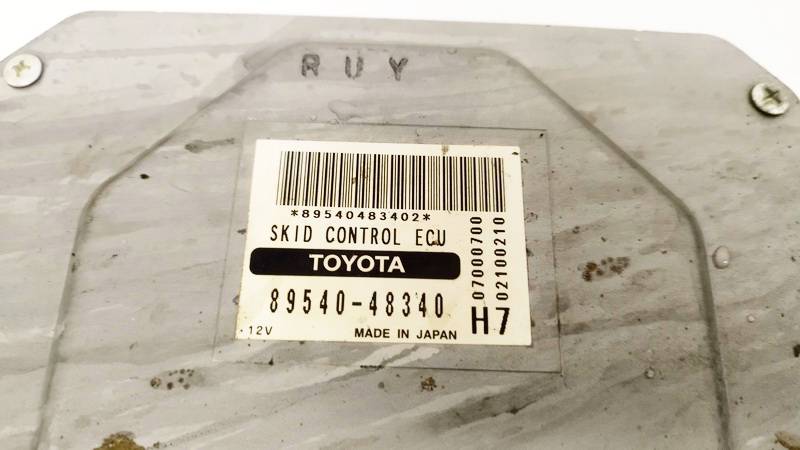 RUY
*89540483402*
SKID CONTROL ECU
TOYOTA
89540-48340
12V
MADE IN JAPAN
H7
07000700
02100210